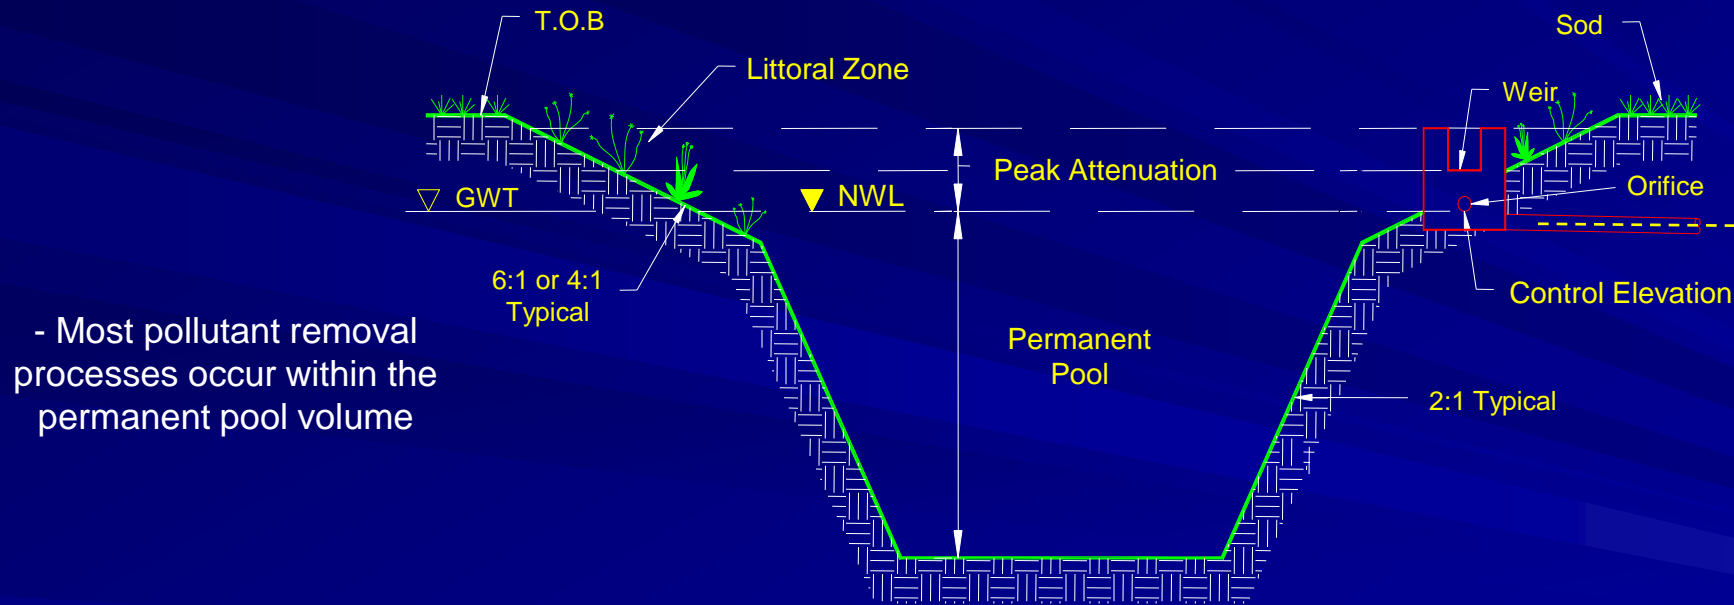 T.O.B
Sod
Littoral Zone
Weir
Peak Attenuation
GWT
NWL
Orifice
6:1 or 4:1
Typical
Control Elevation
- Most pollutant removal
processes occur within the
permanent pool volume
Permanent
Pool
2:1 Typical